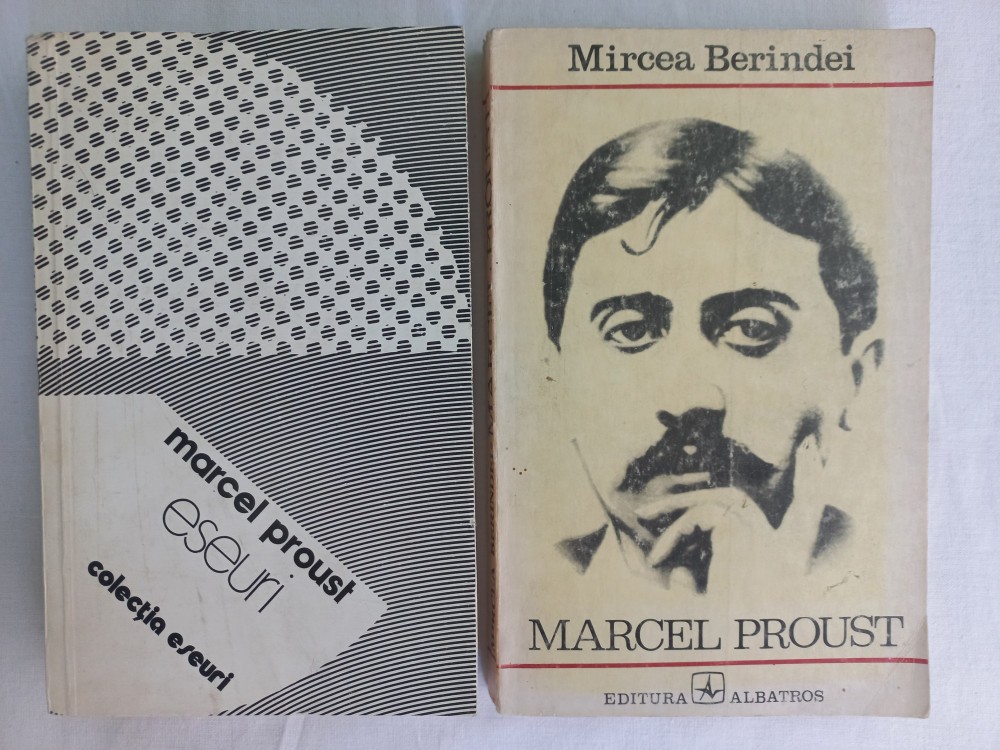 marcel proust
eseuri
colecția eseuri
Mircea Berindei
MARCEL PROUST
EDITURA ALBATROS